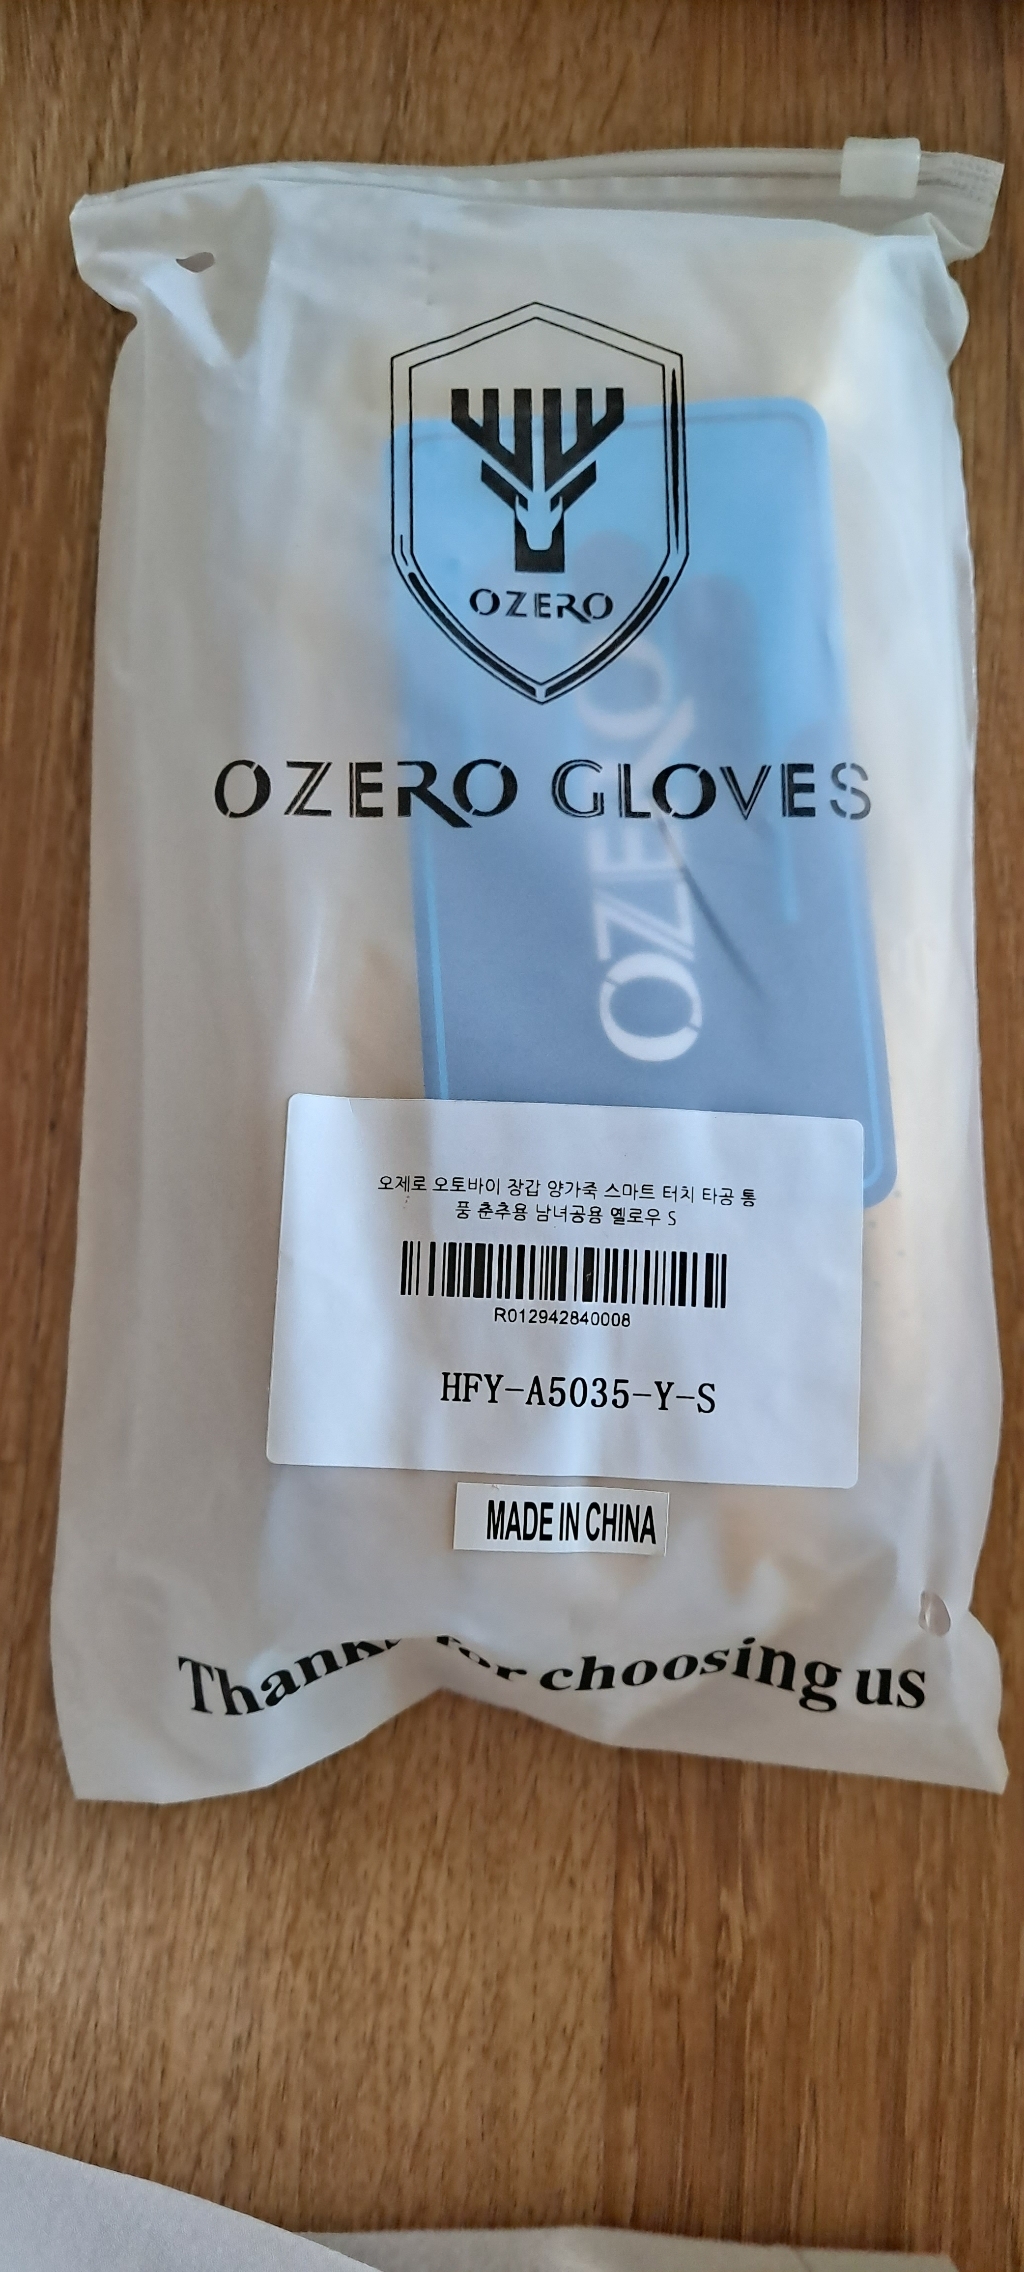 OZERO
OZERO GLOVES
OZERO
오제로 오토바이 장갑 양가죽 스마트 터치 타공 통
풍 춘추용 남녀공용 옐로우 S
R012942840008
HFY-A5035-Y-S
MADE IN CHINA
Thanks for choosing us